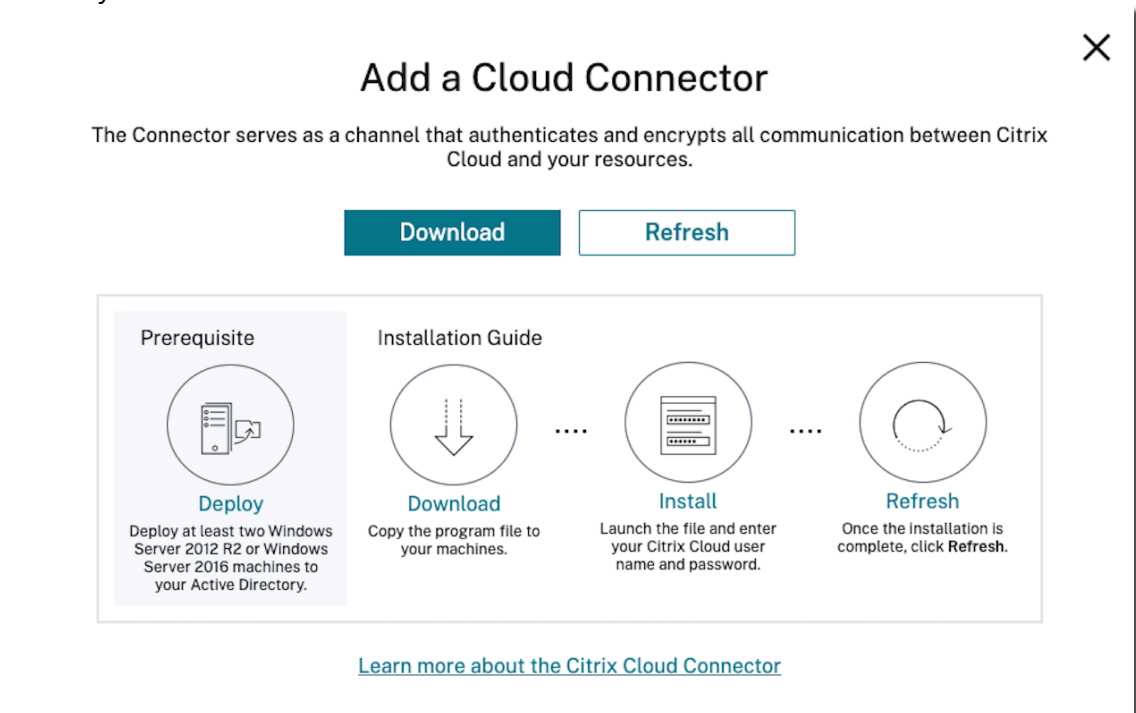 Add a Cloud Connector
The Connector serves as a channel that authenticates and encrypts all communication between Citrix
Cloud and your resources.
Download
Refresh
Prerequisite
Deploy
Deploy at least two Windows
Server 2012 R2 or Windows
Server 2016 machines to
your Active Directory.
Installation Guide
Download
Copy the program file to
your machines.
Install
Launch the file and enter
your Citrix Cloud user
name and password.
Refresh
Once the installation is
complete, click Refresh.
Learn more about the Citrix Cloud Connector